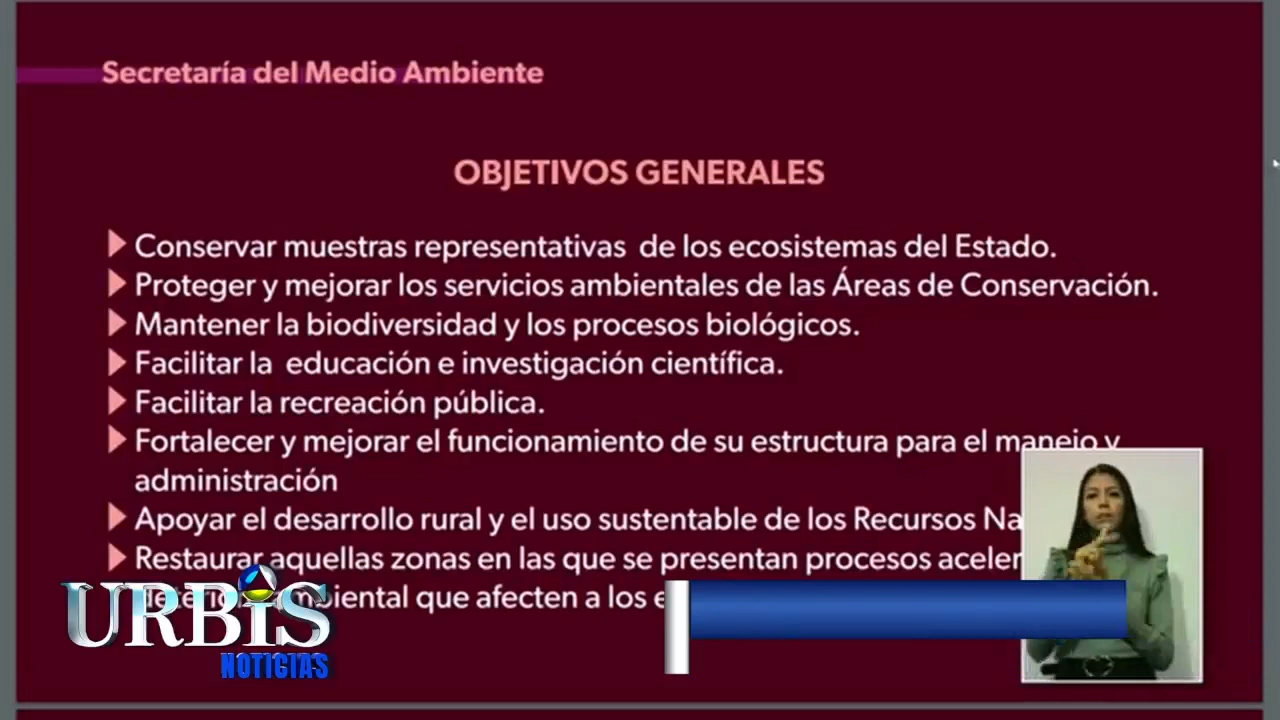 Secretaría del Medio Ambiente
OBJETIVOS GENERALES
Conservar muestras representativas de los ecosistemas del Estado.
Proteger y mejorar los servicios ambientales de las Áreas de Conservación.
Mantener la biodiversidad y los procesos biológicos.
Facilitar la educación e investigación científica.
Facilitar la recreación pública.
Fortalecer y mejorar el funcionamiento de su estructura para el manejo y
administración
Apoyar el desarrollo rural y el uso sustentable de los Recursos
Restaurar aquellas zonas en las que se presentan procesos
que afecten a los
URBIS
NOTICIAS